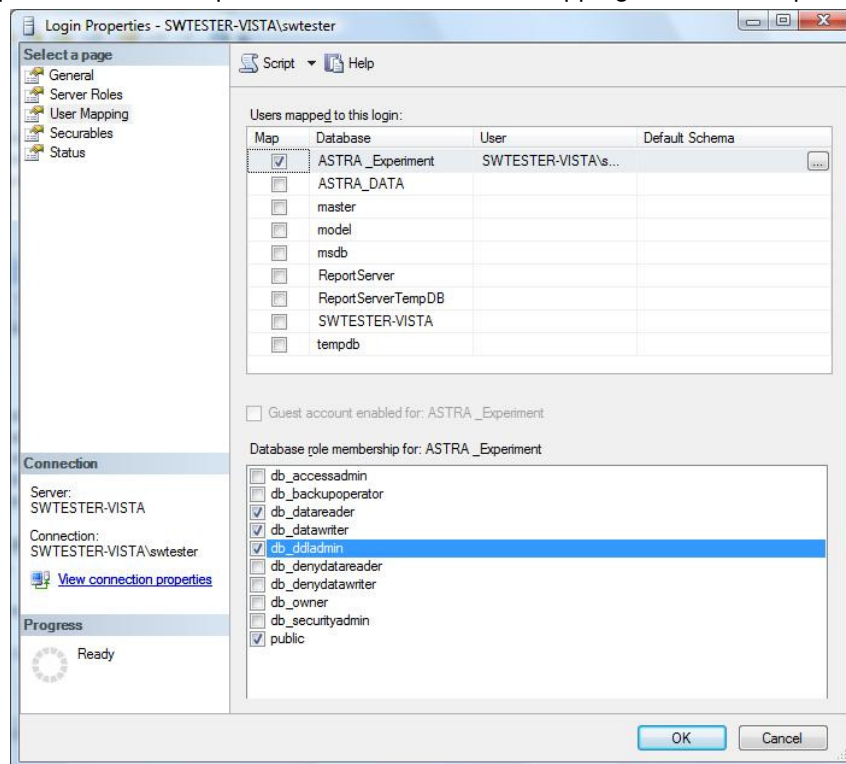 Login Properties - SWTESTER-VISTA\swtester
Select a page
General
Server Roles
User Mapping
Securables
Status
Script Help
Users mapped to this login:
Map Database User Default Schema
ASTRA _Experiment SWTESTER-VISTA\s... ...
ASTRA_DATA
master
model
msdb
ReportServer
ReportServerTempDB
SWTESTER-VISTA
tempdb
Guest account enabled for: ASTRA _Experiment
Database role membership for: ASTRA _Experiment
db_accessadmin
db_backupoperator
db_datareader
db_datawriter
db_ddladmin
db_denydatareader
db_denydatawriter
db_owner
db_securityadmin
public
Connection
Server:
SWTESTER-VISTA
Connection:
SWTESTER-VISTA\swtester
View connection properties
Progress
Ready
OK Cancel